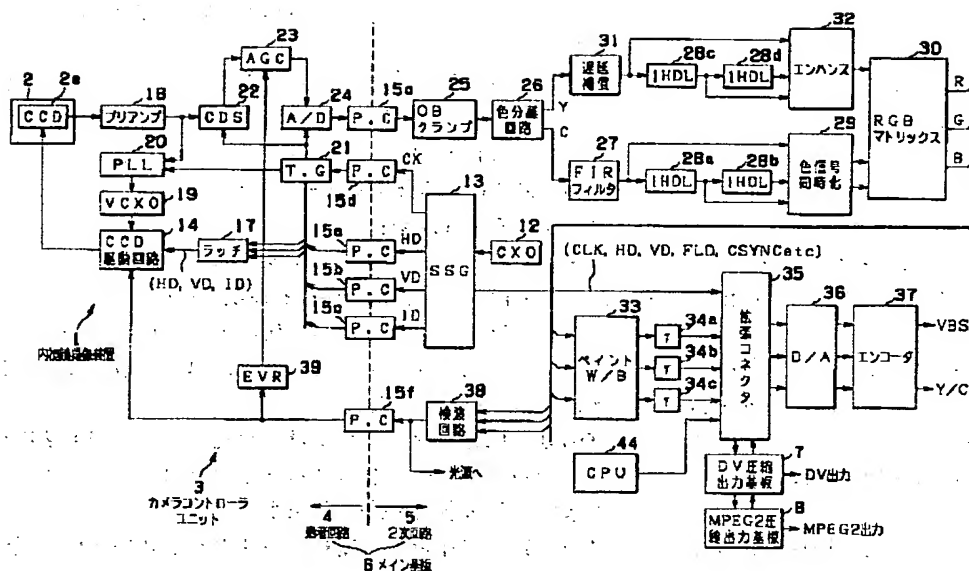 2
2a
CCD
18
プリアンプ
20
PLL
19
VCXO
14
CCD
駆動回路
17
ラッチ
(HD, VD, ID)
内視鏡撮像装置
23
AGC
22
CDS
24
A/D
21
T.G
15a
P.C
CK
P.C
15d
15a
P.C
HD
15b
P.C
VD
P.C
ID
13
SSG
12
CXO
25
OB
クランプ
26
色分離
回路
Y
C
31
遅延
補償
28c
1HDL
28d
1HDL
32
エンハンス
27
FIR
フィルタ
28a
1HDL
28b
1HDL
29
色信号
同時化
30
RGB
マトリックス
R
G
B
(CLK, HD, VD, FLD, CSYNC etc)
33
ペイント
W/B
34a
γ
34b
γ
34c
γ
35
拡張コネクタ
36
D/A
37
エンコーダ
VBS
Y/C
39
EVR
15f
P.C
38
検波
回路
光源へ
44
CPU
7
DV圧縮
出力基板
DV出力
8
MPEG2圧
縮出力基板
MPEG2出力
3
カメラコントローラ
ユニット
4
患者回路
5
2次回路
6 メイン基板